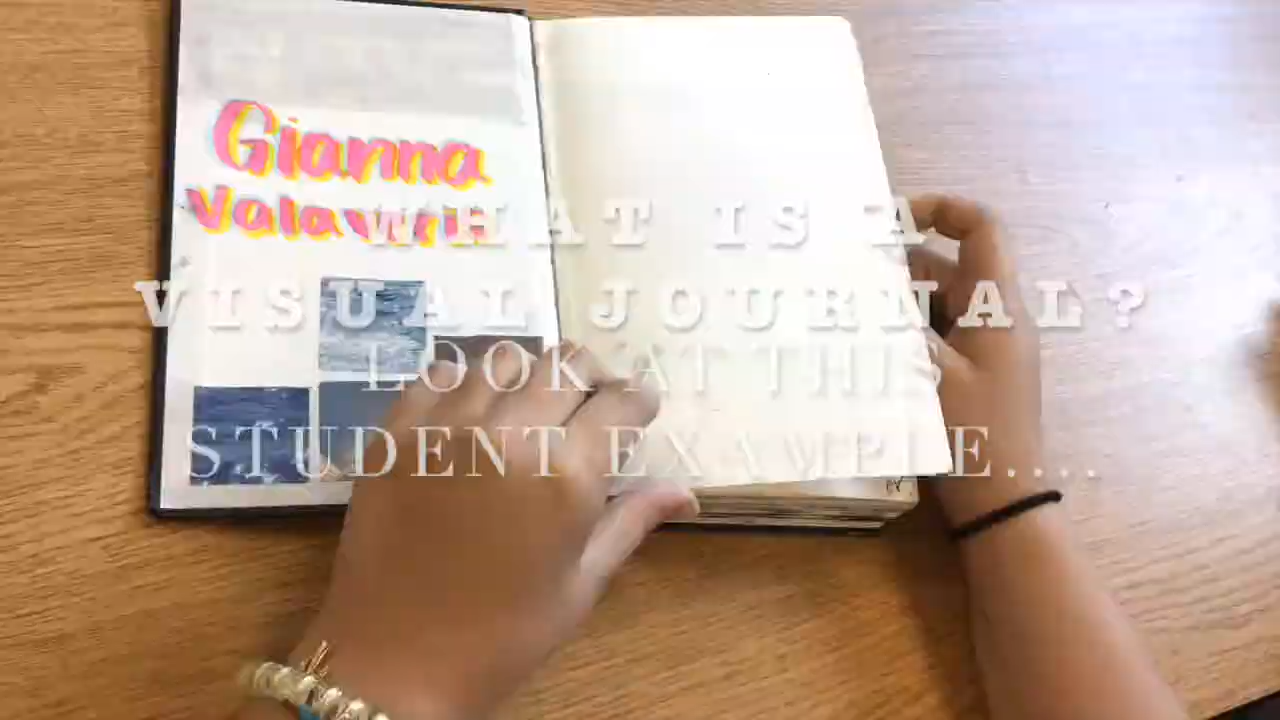 Gianna
WHAT IS A
VISUAL JOURNAL?
LOOK AT THIS
STUDENT EXAMPLE....